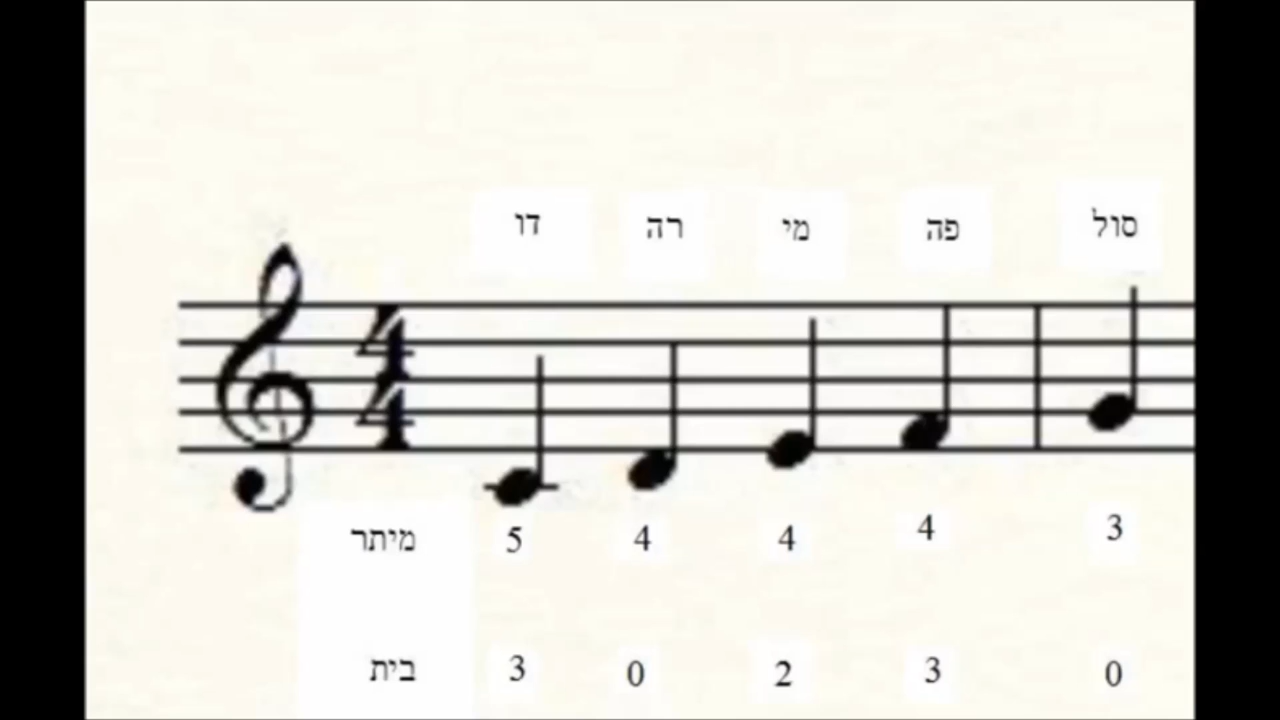 דו רה מי פה סול
4
4
מיתר 5 4 4 4 3
בית 3 0 2 3 0